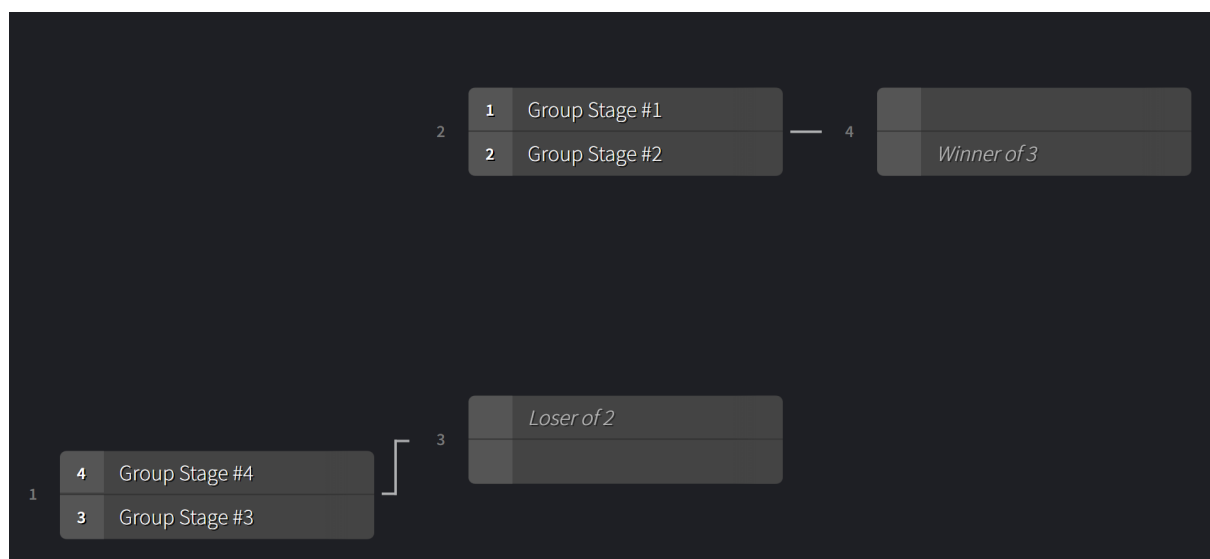 2
1 Group Stage #1
2 Group Stage #2
4
Winner of 3
3
Loser of 2
1
4 Group Stage #4
3 Group Stage #3